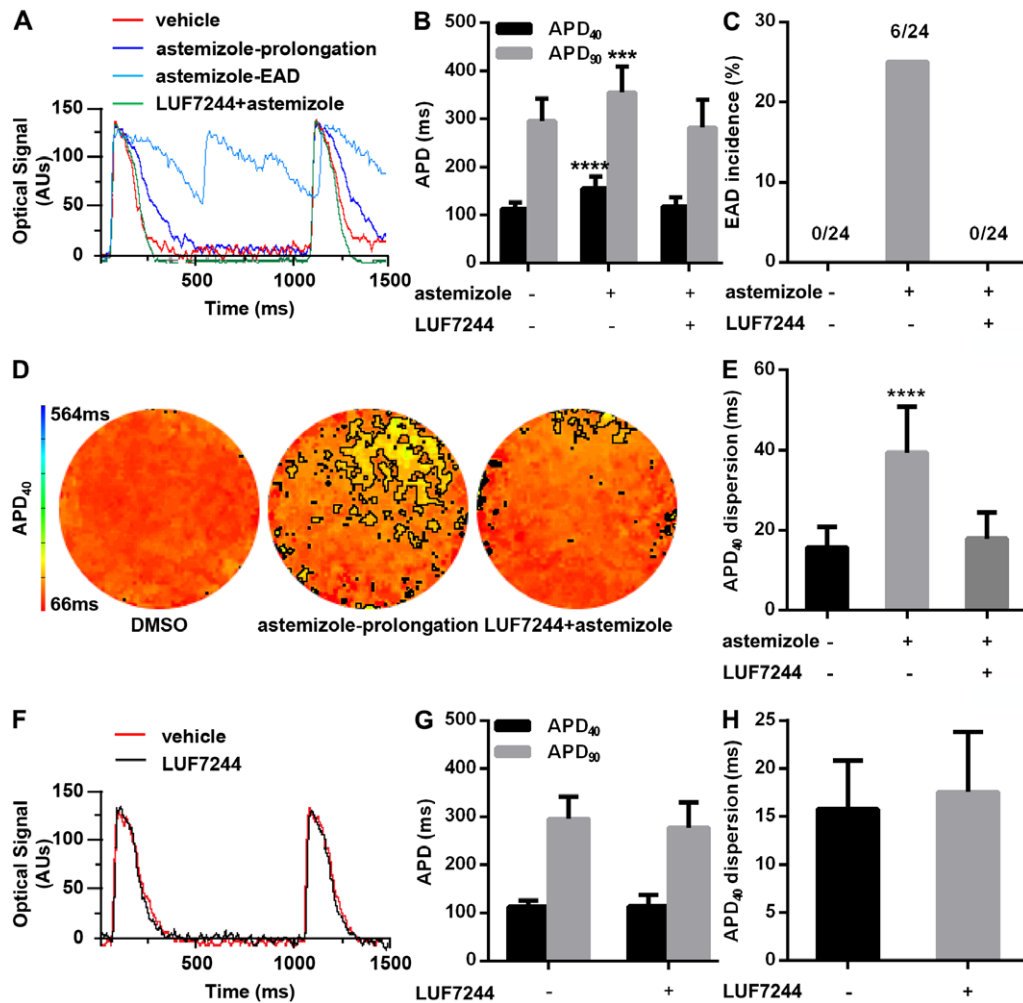 A
vehicle
astemizole-prolongation
astemizole-EAD
LUF7244+astemizole
Optical Signal
(AUs)
150
100
50
0
500
1000
1500
Time (ms)
B
APD40
APD90
APD (ms)
500
400
300
200
100
0
****
***
astemizole - + +
LUF7244 - - +
C
EAD incidence (%)
30
20
10
0
0/24
6/24
0/24
astemizole - + +
LUF7244 - - +
D
APD40
564ms
66ms
DMSO
astemizole-prolongation
LUF7244+astemizole
E
APD40 dispersion (ms)
60
40
20
0
****
astemizole - + +
LUF7244 - - +
F
vehicle
LUF7244
Optical Signal
(AUs)
150
100
50
0
500
1000
1500
Time (ms)
G
APD40
APD90
APD (ms)
500
400
300
200
100
0
LUF7244 - +
H
APD40 dispersion (ms)
25
20
15
10
5
0
LUF7244 - +